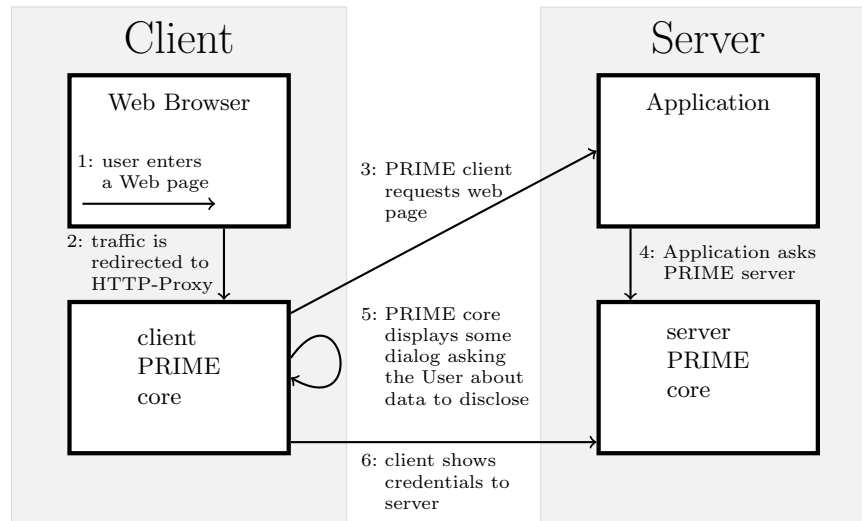 Client
Server
Web Browser
Application
1: user enters
a Web page
2: traffic is
redirected to
HTTP-Proxy
3: PRIME client
requests web
page
4: Application asks
PRIME server
client
PRIME
core
5: PRIME core
displays some
dialog asking
the User about
data to disclose
server
PRIME
core
6: client shows
credentials to
server